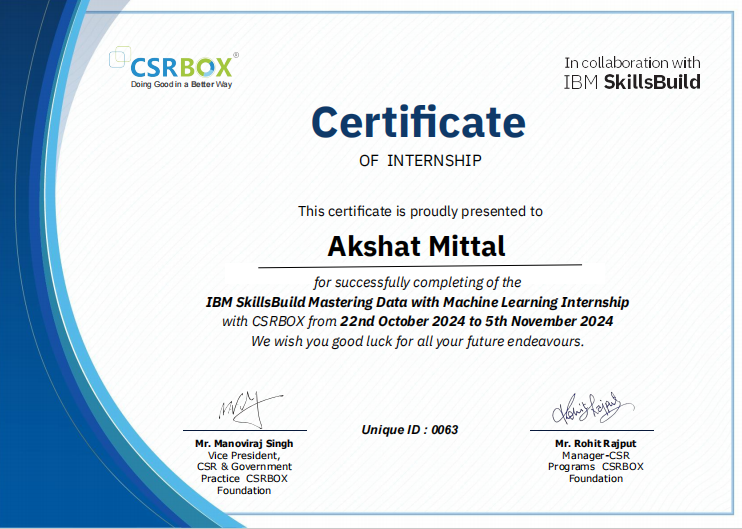 CSRBOX®
Doing Good in a Better Way
In collaboration with
IBM SkillsBuild
Certificate
OF INTERNSHIP
This certificate is proudly presented to
Akshat Mittal
for successfully completing of the
IBM SkillsBuild Mastering Data with Machine Learning Internship
with CSRBOX from 22nd October 2024 to 5th November 2024
We wish you good luck for all your future endeavours.
Unique ID : 0063
Mr. Manoviraj Singh
Vice President,
CSR & Government
Practice CSRBOX
Foundation
Rohit Rajput
Mr. Rohit Rajput
Manager-CSR
Programs CSRBOX
Foundation